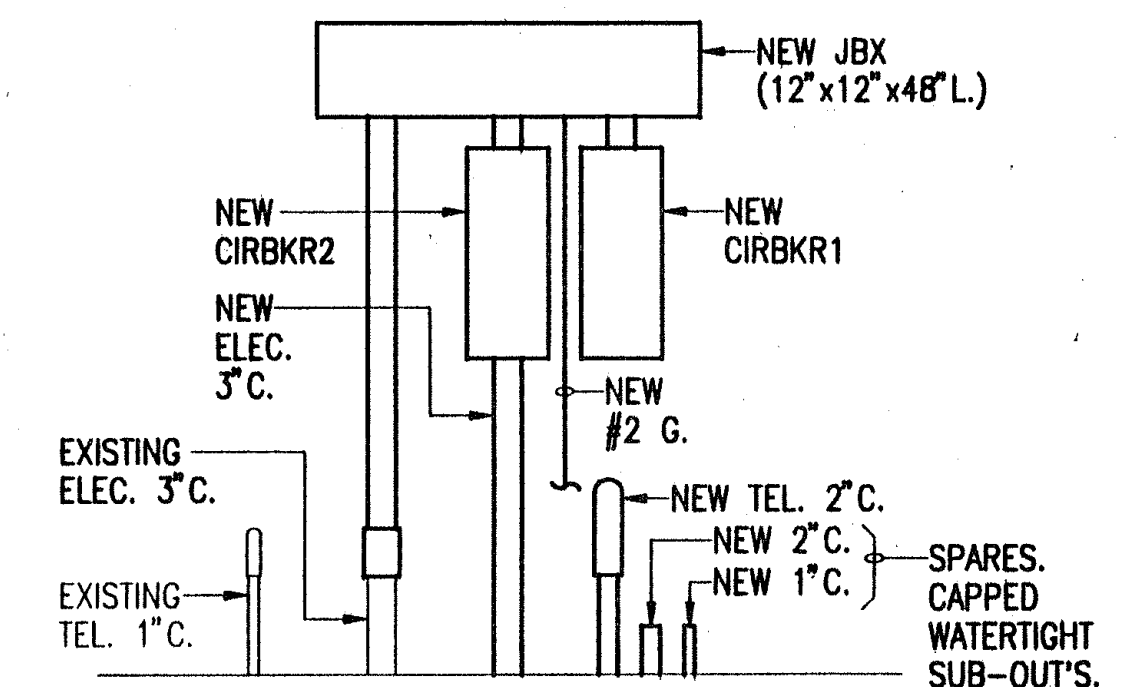 NEW JBX
(12"x12"x48"L.)
NEW
CIRBKR2
NEW
CIRBKR1
NEW
ELEC.
3"C.
NEW
#2 G.
EXISTING
ELEC. 3"C.
NEW TEL. 2"C.
NEW 2"C.
NEW 1"C.
SPARES.
CAPPED
WATERTIGHT
SUB-OUT'S.
EXISTING
TEL. 1"C.